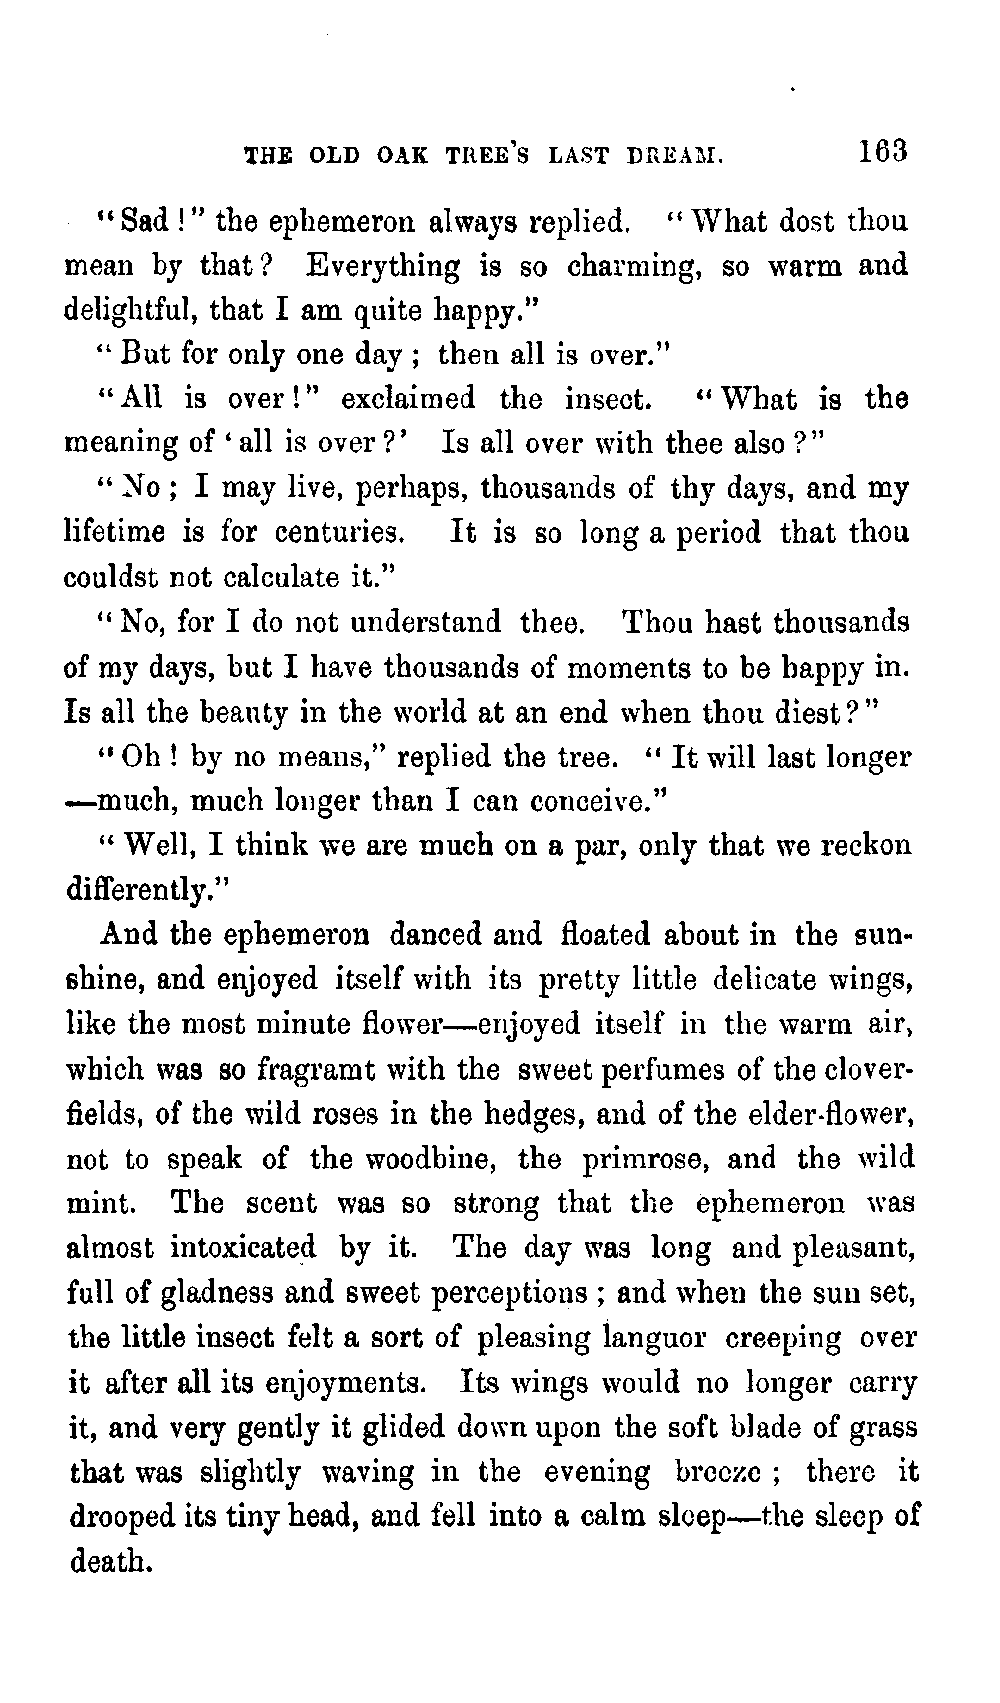 THE OLD OAK TREE'S LAST DREAM. 163
"Sad!" the ephemeron always replied. "What dost thou
mean by that? Everything is so charming, so warm and
delightful, that I am quite happy."
"But for only one day; then all is over."
"All is over!" exclaimed the insect. "What is the
meaning of 'all is over?' Is all over with thee also?"
"No; I may live, perhaps, thousands of thy days, and my
lifetime is for centuries. It is so long a period that thou
couldst not calculate it."
"No, for I do not understand thee. Thou hast thousands
of my days, but I have thousands of moments to be happy in.
Is all the beauty in the world at an end when thou diest?"
"Oh! by no means," replied the tree. "It will last longer
—much, much longer than I can conceive."
"Well, I think we are much on a par, only that we reckon
differently."
And the ephemeron danced and floated about in the sun-
shine, and enjoyed itself with its pretty little delicate wings,
like the most minute flower—enjoyed itself in the warm air,
which was so fragramt with the sweet perfumes of the clover-
fields, of the wild roses in the hedges, and of the elder-flower,
not to speak of the woodbine, the primrose, and the wild
mint. The scent was so strong that the ephemeron was
almost intoxicated by it. The day was long and pleasant,
full of gladness and sweet perceptions; and when the sun set,
the little insect felt a sort of pleasing languor creeping over
it after all its enjoyments. Its wings would no longer carry
it, and very gently it glided down upon the soft blade of grass
that was slightly waving in the evening breeze; there it
drooped its tiny head, and fell into a calm sleep—the sleep of
death.